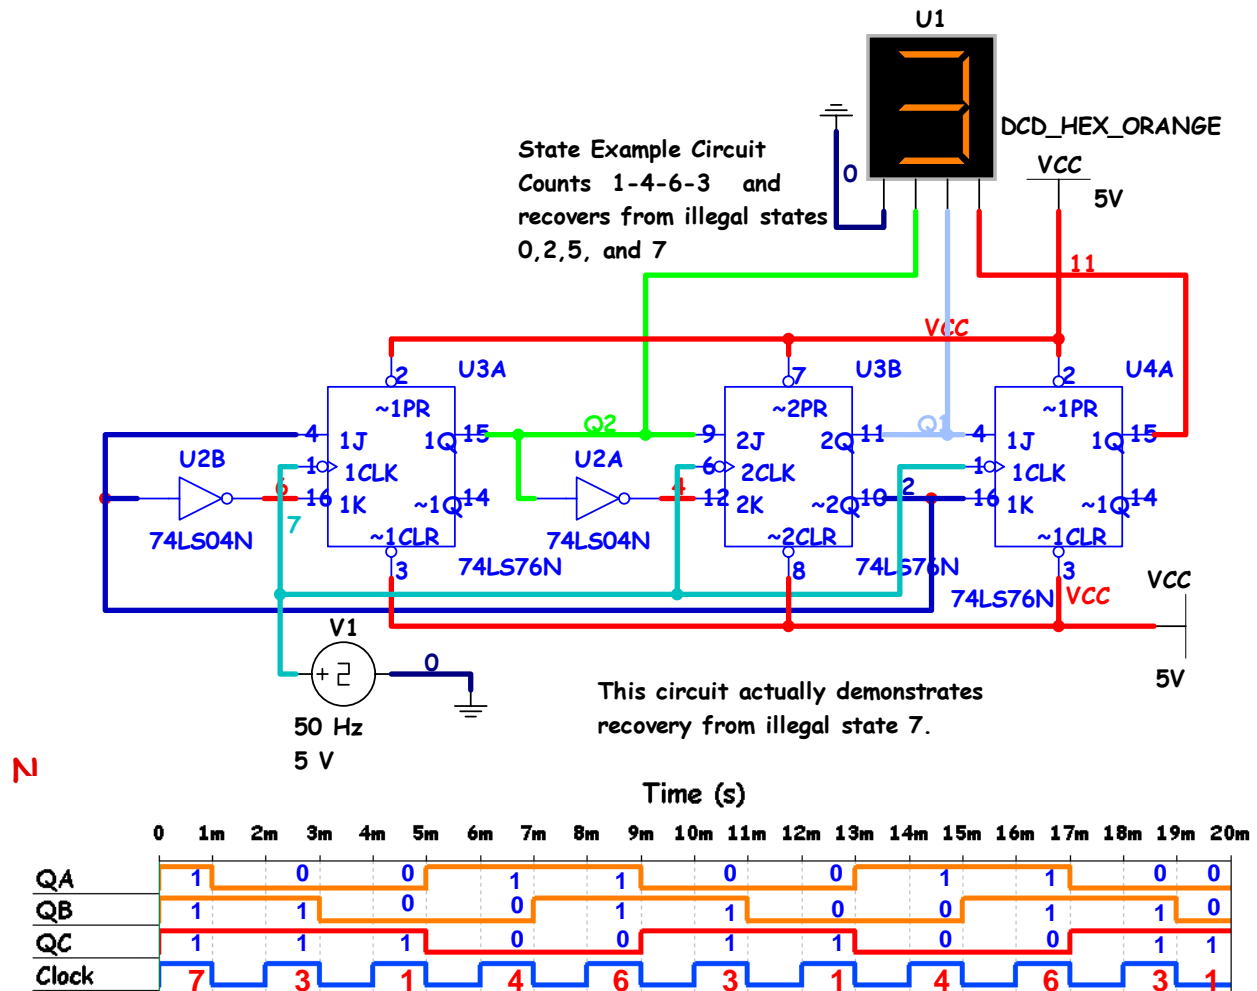 U1
DCD_HEX_ORANGE
State Example Circuit
Counts 1-4-6-3 and
recovers from illegal states
0,2,5, and 7
0
VCC
5V
11
VCC
U3A
U3B
U4A
2
7
2
~1PR
~2PR
~1PR
4
1J
1Q
15
Q2
9
2J
2Q
11
Q1
4
1J
1Q
15
U2B
U2A
1
1CLK
6
2CLK
1
1CLK
6
16
1K
~1Q
14
4
12
2K
~2Q
10
2
16
1K
~1Q
14
7
74LS04N
~1CLR
74LS04N
~2CLR
~1CLR
3
74LS76N
8
74LS76N
3
74LS76N
VCC
VCC
5V
V1
0
50 Hz
5 V
This circuit actually demonstrates
recovery from illegal state 7.
Time (s)
0 1m 2m 3m 4m 5m 6m 7m 8m 9m 10m 11m 12m 13m 14m 15m 16m 17m 18m 19m 20m
QA 1 0 0 1 1 0 0 1 1 0 0
QB 1 1 0 0 1 1 0 0 1 1 0
QC 1 1 1 0 0 1 1 0 0 1 1
Clock 7 3 1 4 6 3 1 4 6 3 1